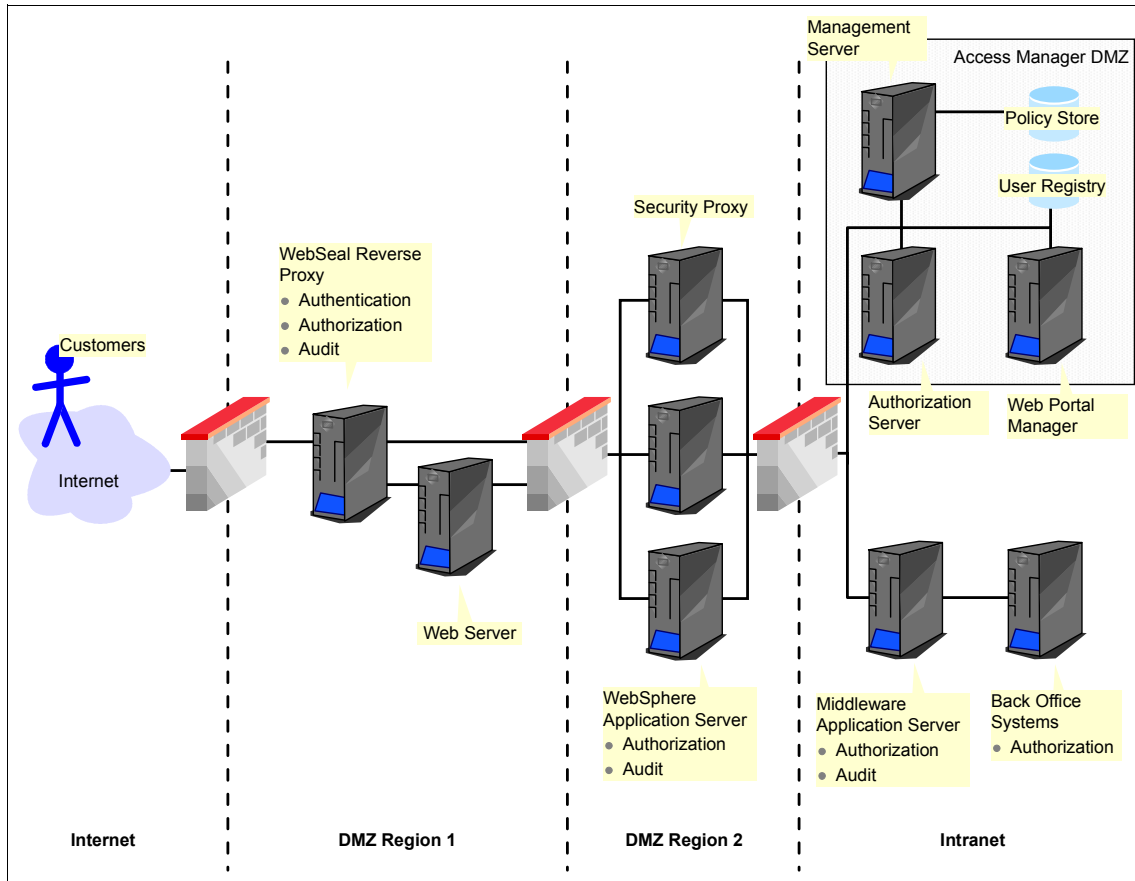 Management
Server
Access Manager DMZ
Policy Store
User Registry
Security Proxy
WebSeal Reverse
Proxy
● Authentication
● Authorization
● Audit
Customers
Internet
Authorization
Server
Web Portal
Manager
Web Server
WebSphere
Application Server
● Authorization
● Audit
Middleware
Application Server
● Authorization
● Audit
Back Office
Systems
● Authorization
Internet
DMZ Region 1
DMZ Region 2
Intranet